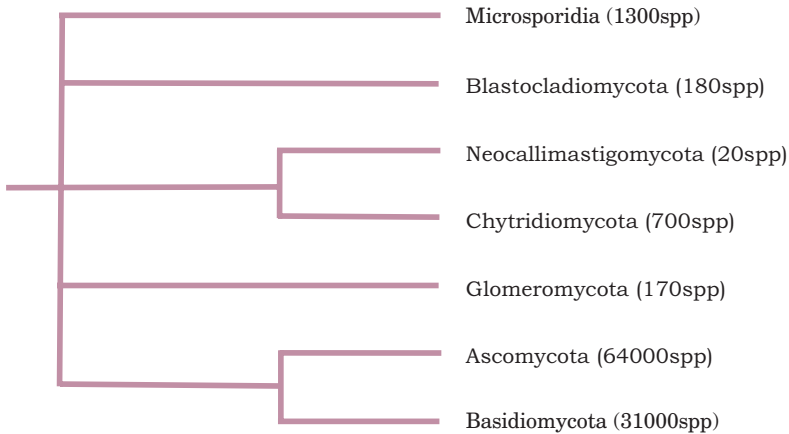 Microsporidia (1300spp)
Blastocladiomycota (180spp)
Neocallimastigomycota (20spp)
Chytridiomycota (700spp)
Glomeromycota (170spp)
Ascomycota (64000spp)
Basidiomycota (31000spp)